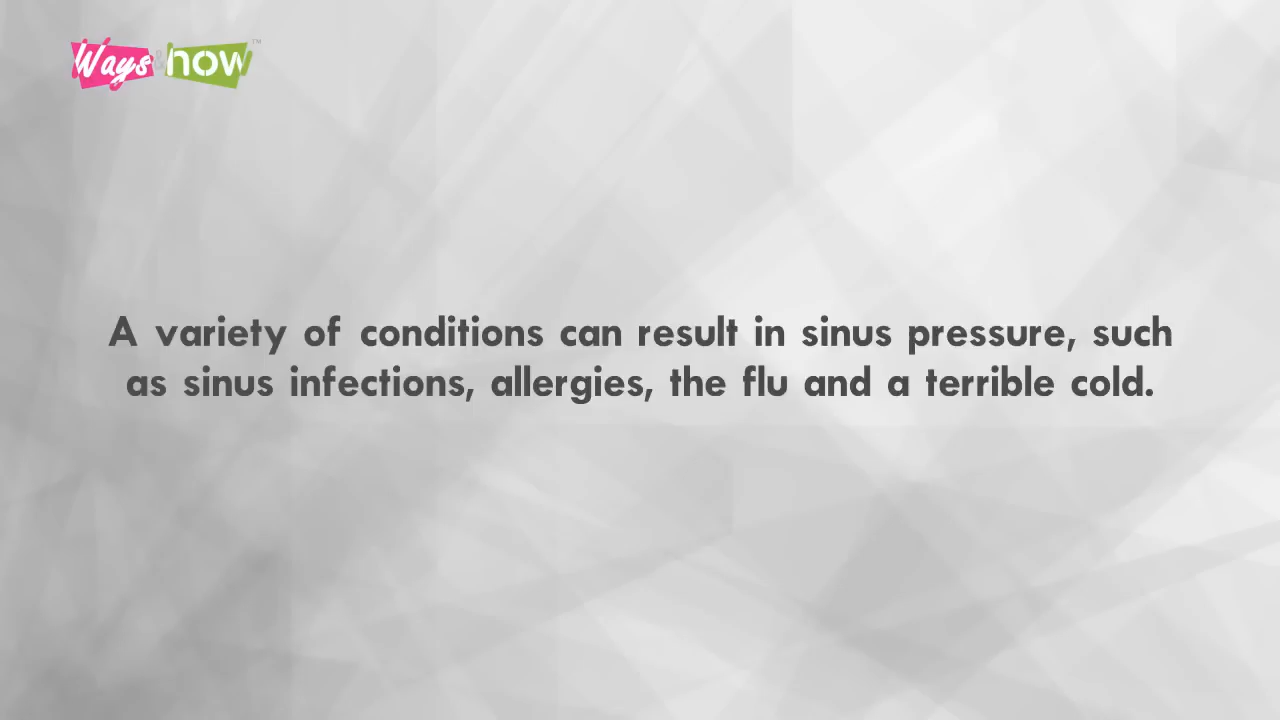 Ways & how™
A variety of conditions can result in sinus pressure, such
as sinus infections, allergies, the flu and a terrible cold.